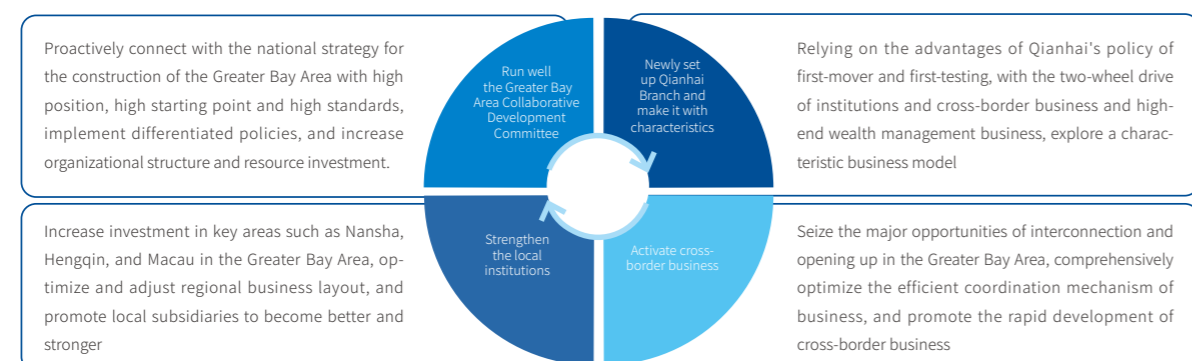 Proactively connect with the national strategy for
the construction of the Greater Bay Area with high
position, high starting point and high standards,
implement differentiated policies, and increase
organizational structure and resource investment.
Run well
the Greater Bay
Area Collaborative
Development
Committee
Newly set
up Qianhai
Branch and
make it with
characteristics
Relying on the advantages of Qianhai's policy of
first-mover and first-testing, with the two-wheel drive
of institutions and cross-border business and high-
end wealth management business, explore a charac-
teristic business model
Increase investment in key areas such as Nansha,
Hengqin, and Macau in the Greater Bay Area, op-
timize and adjust regional business layout, and
promote local subsidiaries to become better and
stronger
Strengthen
the local
institutions
Activate cross-
border business
Seize the major opportunities of interconnection and
opening up in the Greater Bay Area, comprehensively
optimize the efficient coordination mechanism of
business, and promote the rapid development of
cross-border business